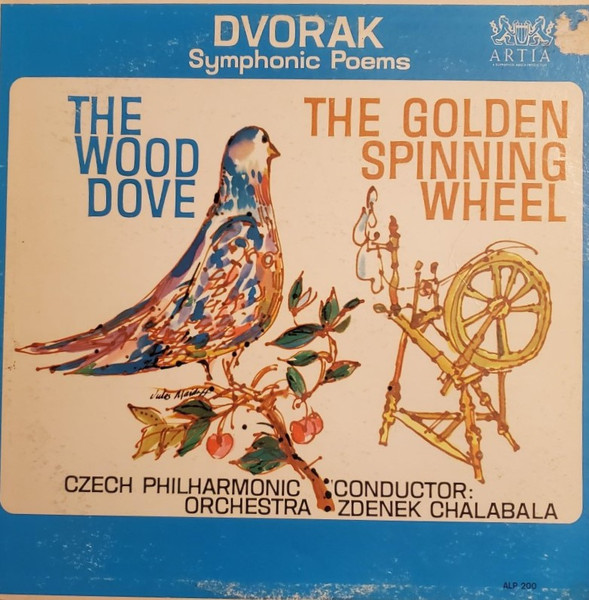 DVORAK
Symphonic Poems
ARTIA
THE
WOOD
DOVE
THE GOLDEN
SPINNING
WHEEL
CZECH PHILHARMONIC
ORCHESTRA
CONDUCTOR:
ZDENEK CHALABALA
ALP 200